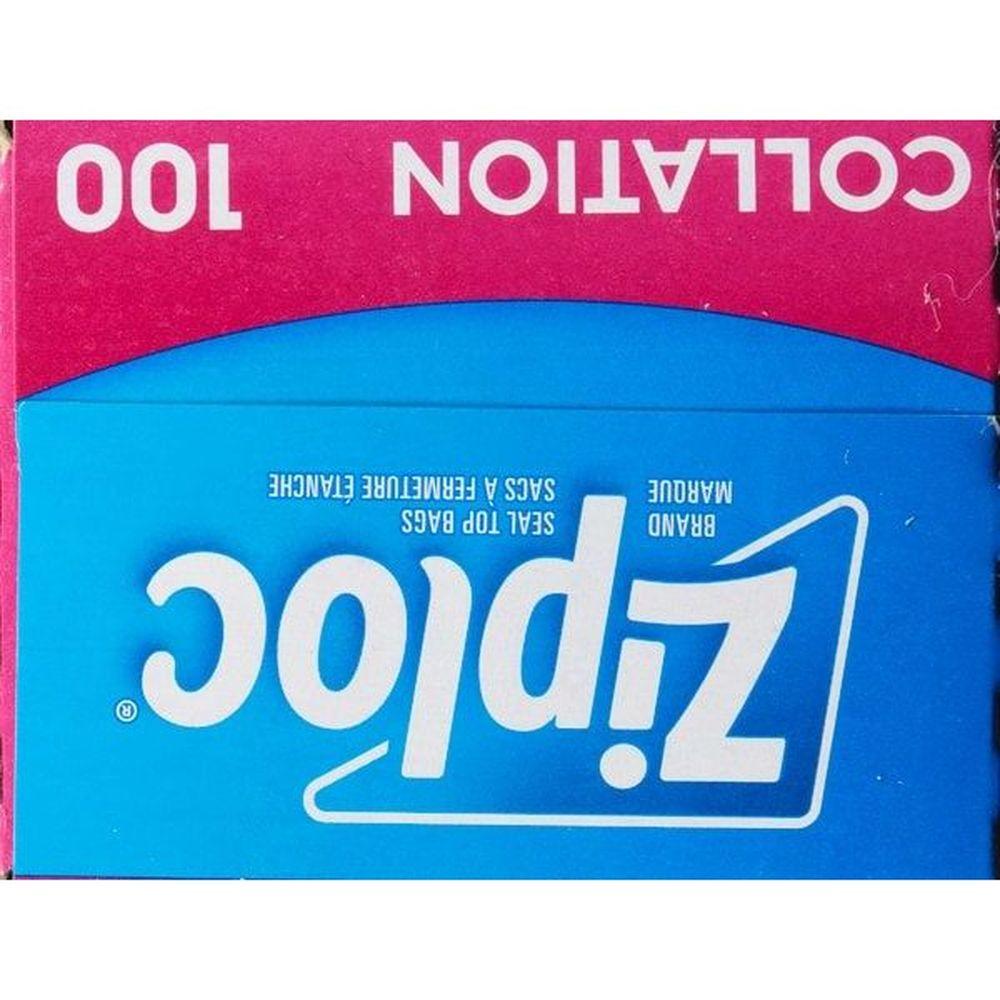 Ziploc®
BRAND SEAL TOP BAGS
MARQUE SACS À FERMETURE ÉTANCHE
COLLATION 100